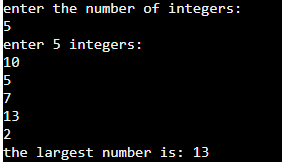 enter the number of integers:
5
enter 5 integers:
10
5
7
13
2
the largest number is: 13